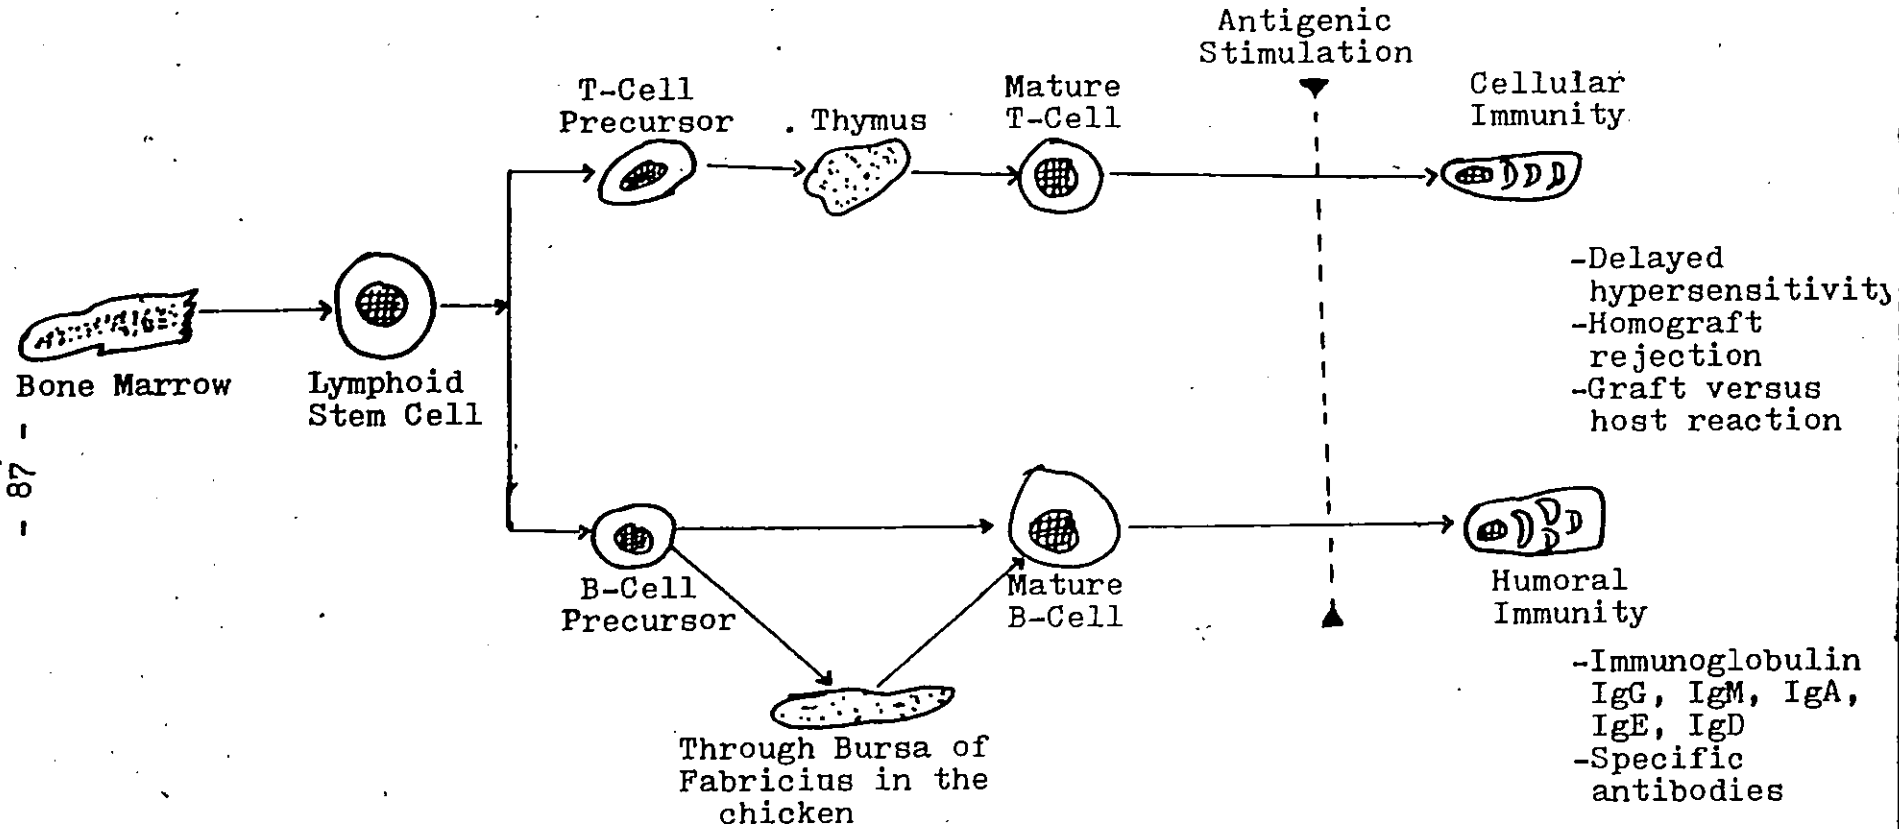 Antigenic
Stimulation
T-Cell
Precursor
Thymus
Mature
T-Cell
Cellular
Immunity
-Delayed
hypersensitivity
-Homograft
rejection
-Graft versus
host reaction
Bone Marrow
Lymphoid
Stem Cell
- 87 -
B-Cell
Precursor
Mature
B-Cell
Humoral
Immunity
-Immunoglobulin
IgG, IgM, IgA,
IgE, IgD
-Specific
antibodies
Through Bursa of
Fabricius in the
chicken